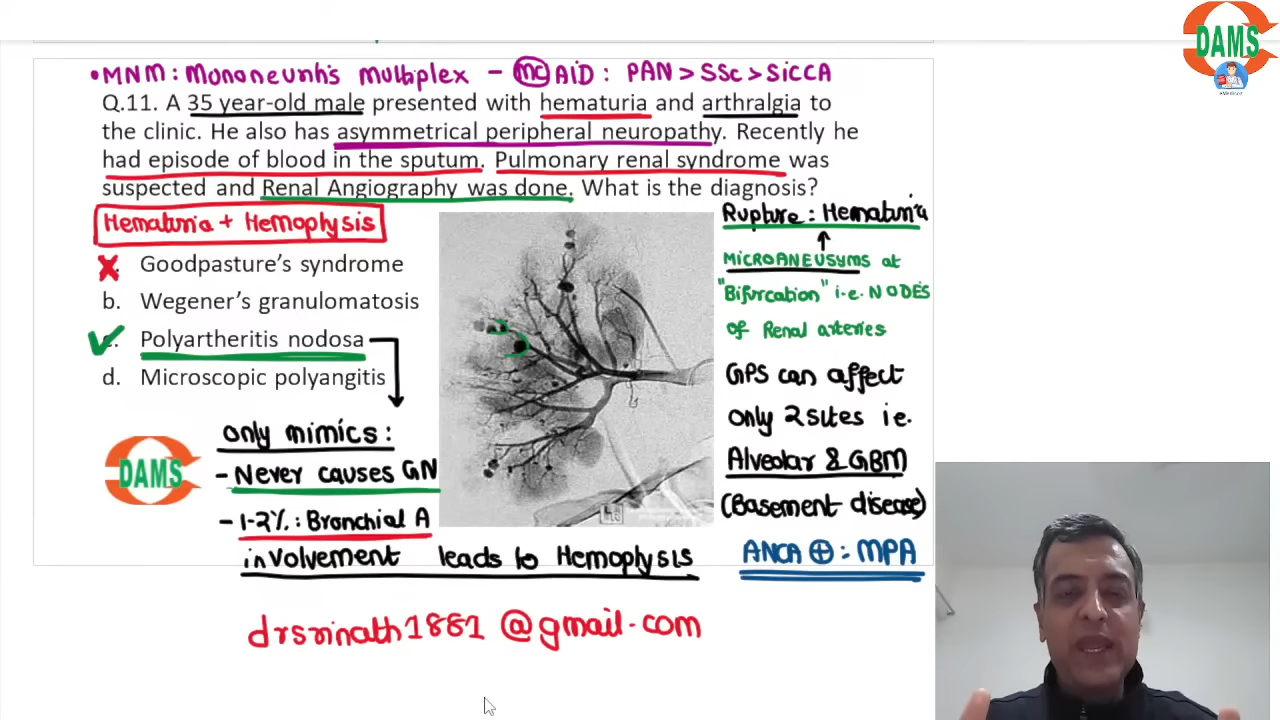 DAMS
eMedicoz
•MNM: Mononeuritis multiplex - mc AID: PAN > SSc > SiCCA
Q.11. A 35 year-old male presented with hematuria and arthralgia to
the clinic. He also has asymmetrical peripheral neuropathy. Recently he
had episode of blood in the sputum. Pulmonary renal syndrome was
suspected and Renal Angiography was done. What is the diagnosis?
Hematuria + Hemophysis
Goodpasture's syndrome
b. Wegener's granulomatosis
c. Polyartheritis nodosa
d. Microscopic polyangitis
only mimics:
- Never causes GN
- 1-2%: Bronchial A
involvement leads to Hemophysis
DAMS
Rupture: Hematuria
MICROANEUSYMS at
"Bifurcation" i.e. NODES
of Renal arteries
GPS can affect
only 2 sites i.e.
Alveolar & GBM
(Basement disease)
ANCA ⊕: MPA
drsrinath1881@gmail.com